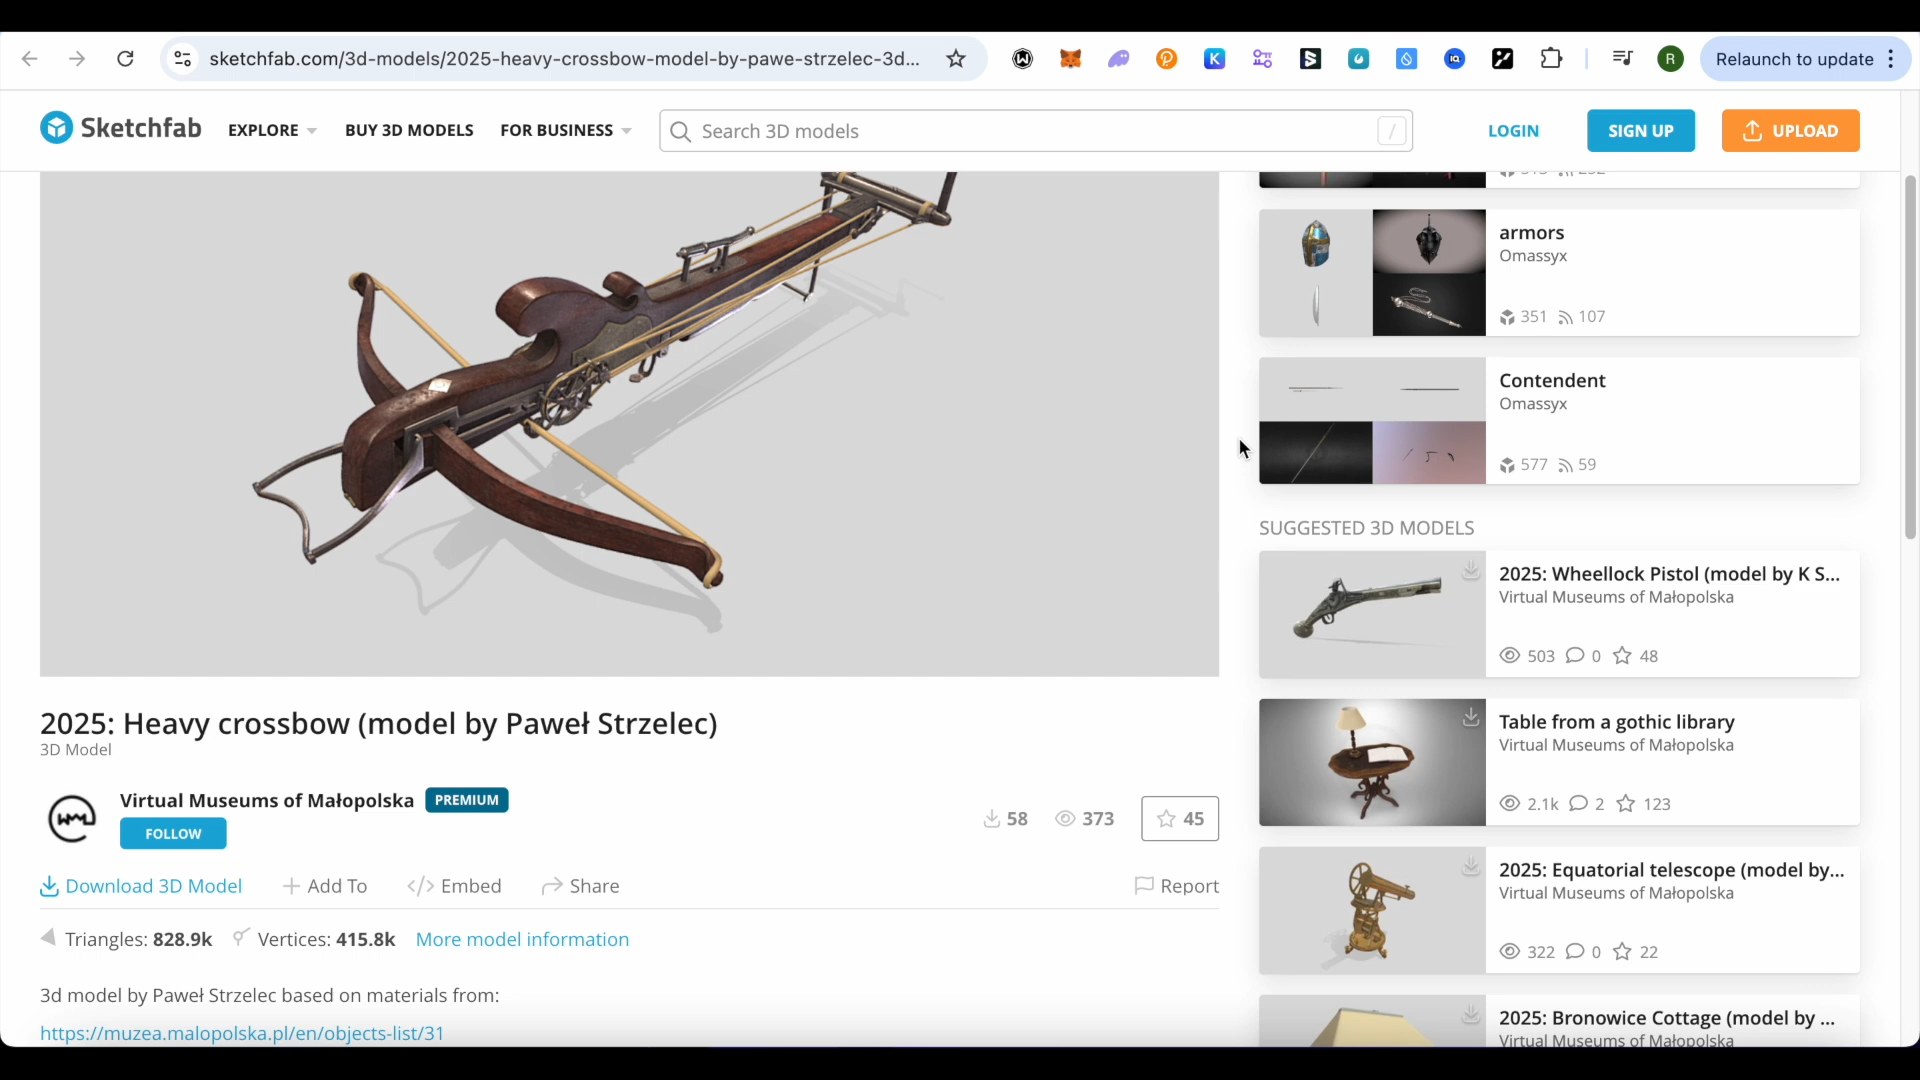 sketchfab.com/3d-models/2025-heavy-crossbow-model-by-pawe-strzelec-3d...
R
Relaunch to update
Sketchfab
EXPLORE
BUY 3D MODELS
FOR BUSINESS
Search 3D models
/
LOGIN
SIGN UP
UPLOAD
armors
Omassyx
351
107
Contendent
Omassyx
577
59
SUGGESTED 3D MODELS
2025: Wheellock Pistol (model by K S...
Virtual Museums of Małopolska
503
0
48
Table from a gothic library
Virtual Museums of Małopolska
2.1k
2
123
2025: Equatorial telescope (model by...
Virtual Museums of Małopolska
322
0
22
2025: Bronowice Cottage (model by ...
Virtual Museums of Małopolska
2025: Heavy crossbow (model by Paweł Strzelec)
3D Model
Virtual Museums of Małopolska
PREMIUM
FOLLOW
58
373
45
Download 3D Model
Add To
Embed
Share
Report
Triangles: 828.9k
Vertices: 415.8k
More model information
3d model by Paweł Strzelec based on materials from:
https://muzea.malopolska.pl/en/objects-list/31